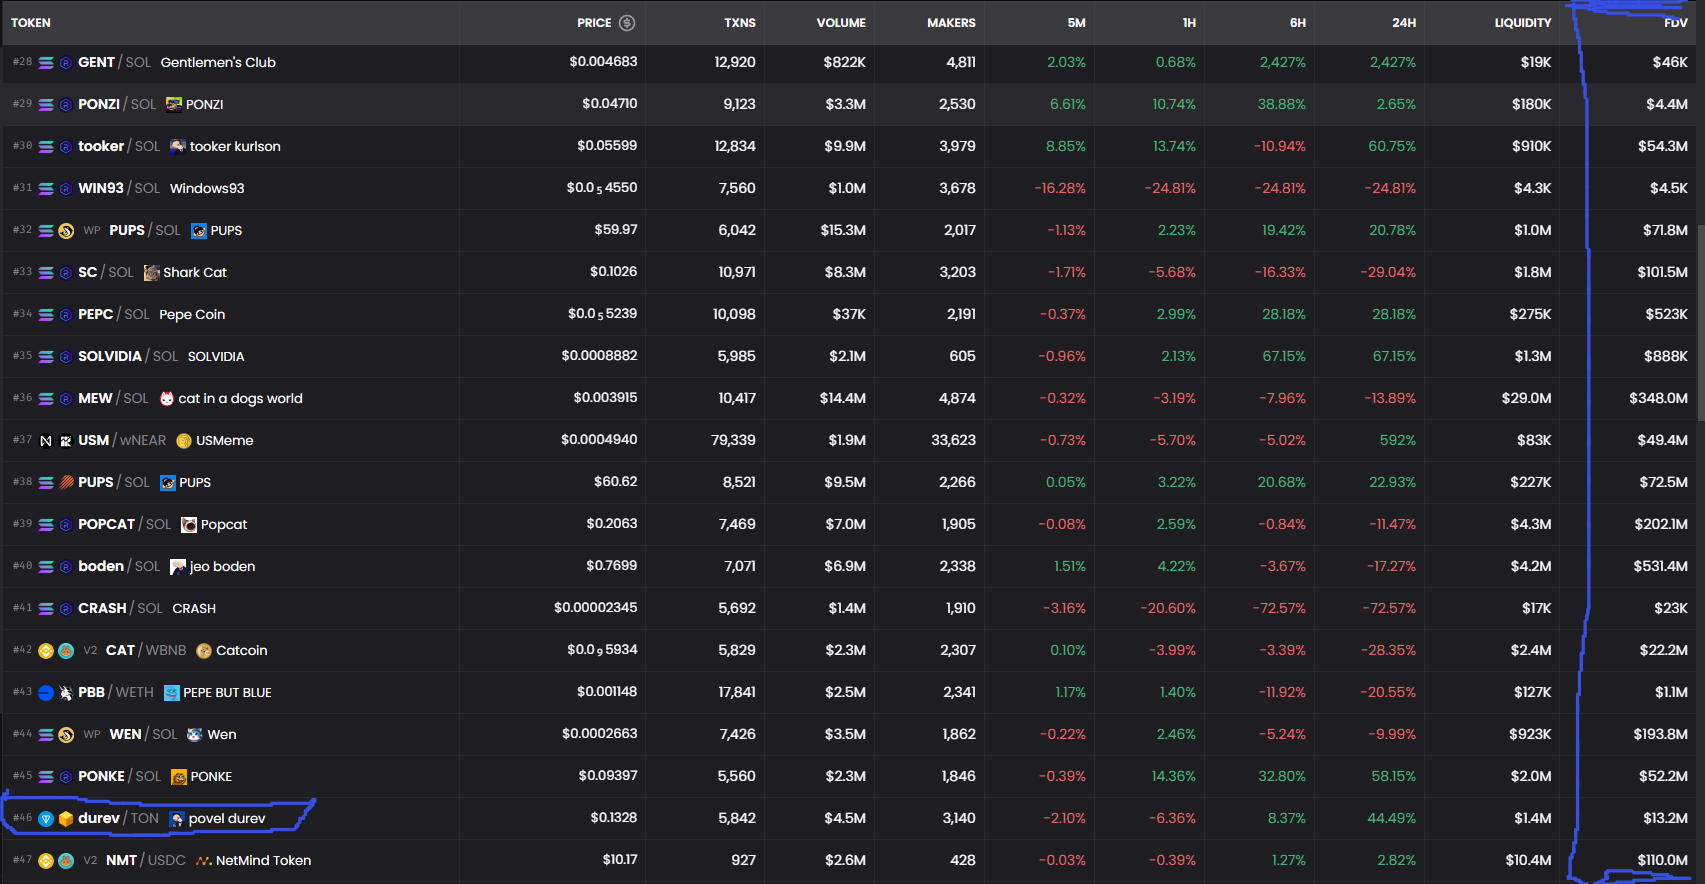 TOKEN PRICE TXNS VOLUME MAKERS 5M 1H 6H 24H LIQUIDITY FDV
#28 GENT/SOL Gentlemen's Club $0.004683 12,920 $822K 4,811 2.03% 0.68% 2,427% 2,427% $19K $46K
#29 PONZI/SOL PONZI $0.04710 9,123 $3.3M 2,530 6.61% 10.74% 38.88% 2.65% $180K $4.4M
#30 tooker/SOL tooker kurlson $0.05599 12,834 $9.9M 3,979 8.85% 13.74% -10.94% 60.75% $910K $54.3M
#31 WIN93/SOL Windows93 $0.0₅4550 7,560 $1.0M 3,678 -16.28% -24.81% -24.81% -24.81% $4.3K $4.5K
#32 WP PUPS/SOL PUPS $59.97 6,042 $15.3M 2,017 -1.13% 2.23% 19.42% 20.78% $1.0M $71.8M
#33 SC/SOL Shark Cat $0.1026 10,971 $8.3M 3,203 -1.71% -5.68% -16.33% -29.04% $1.8M $101.5M
#34 PEPC/SOL Pepe Coin $0.0₅5239 10,098 $37K 2,191 -0.37% 2.99% 28.18% 28.18% $275K $523K
#35 SOLVIDIA/SOL SOLVIDIA $0.0008882 5,985 $2.1M 605 -0.96% 2.13% 67.15% 67.15% $1.3M $888K
#36 MEW/SOL cat in a dogs world $0.003915 10,417 $14.4M 4,874 -0.32% -3.19% -7.96% -13.89% $29.0M $348.0M
#37 USM/wNEAR USMeme $0.0004940 79,339 $1.9M 33,623 -0.73% -5.70% -5.02% 592% $83K $49.4M
#38 PUPS/SOL PUPS $60.62 8,521 $9.5M 2,266 0.05% 3.22% 20.68% 22.93% $227K $72.5M
#39 POPCAT/SOL Popcat $0.2063 7,469 $7.0M 1,905 -0.08% 2.59% -0.84% -11.47% $4.3M $202.1M
#40 boden/SOL jeo boden $0.7699 7,071 $6.9M 2,338 1.51% 4.22% -3.67% -17.27% $4.2M $531.4M
#41 CRASH/SOL CRASH $0.00002345 5,692 $1.4M 1,910 -3.16% -20.60% -72.57% -72.57% $17K $23K
#42 V2 CAT/WBNB Catcoin $0.0₉5934 5,829 $2.3M 2,307 0.10% -3.99% -3.39% -28.35% $2.4M $22.2M
#43 PBB/WETH PEPE BUT BLUE $0.001148 17,841 $2.5M 2,341 1.17% 1.40% -11.92% -20.55% $127K $1.1M
#44 WP WEN/SOL Wen $0.0002663 7,426 $3.5M 1,862 -0.22% 2.46% -5.24% -9.99% $923K $193.8M
#45 PONKE/SOL PONKE $0.09397 5,560 $2.3M 1,846 -0.39% 14.36% 32.80% 58.15% $2.0M $52.2M
#46 durev/TON povel durev $0.1328 5,842 $4.5M 3,140 -2.10% -6.36% 8.37% 44.49% $1.4M $13.2M
#47 V2 NMT/USDC NetMind Token $10.17 927 $2.6M 428 -0.03% -0.39% 1.27% 2.82% $10.4M $110.0M